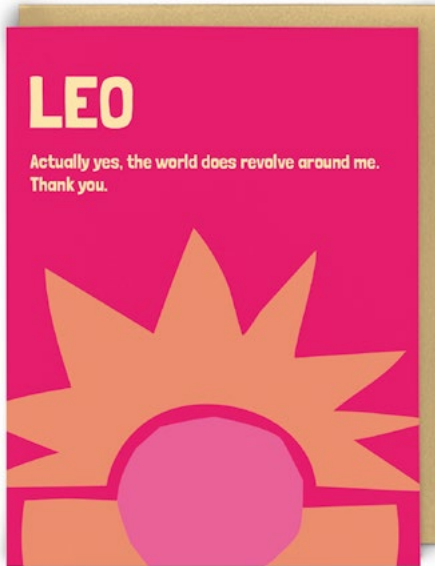 LEO
Actually yes, the world does revolve around me.
Thank you.